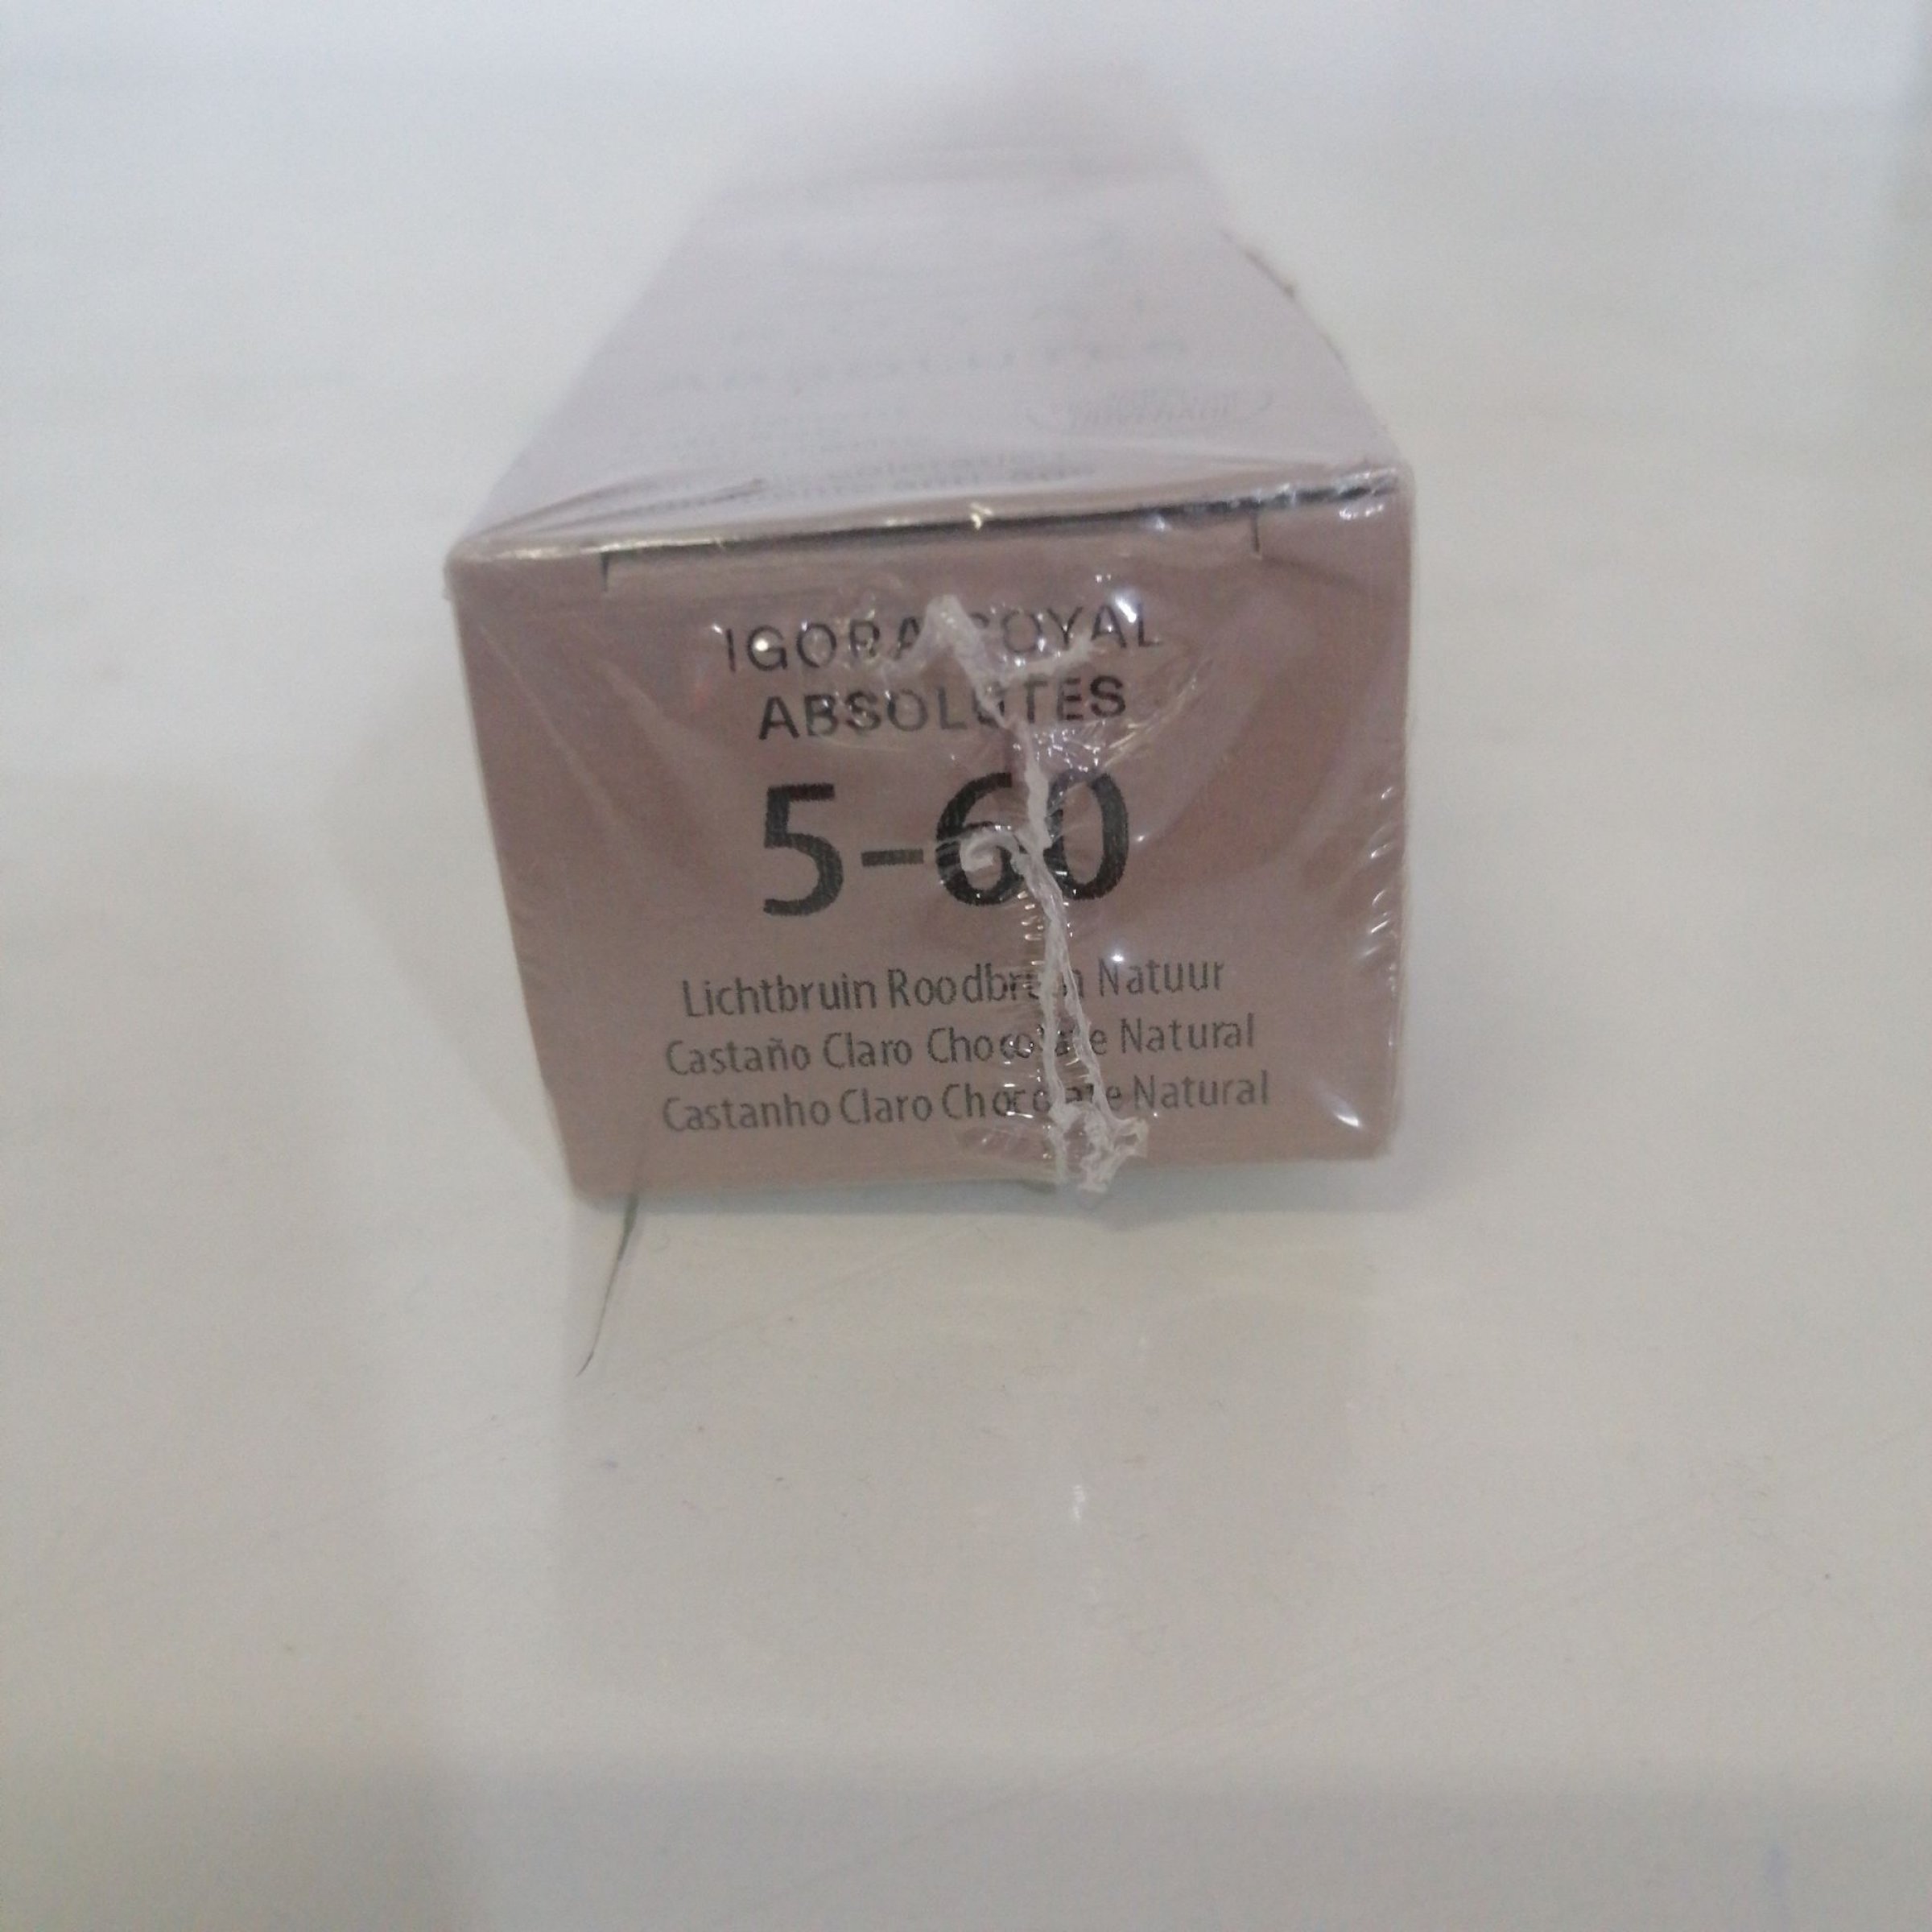 IGORA ROYAL
ABSOLUTES
5-60
Lichtbruin Roodbruin Natuur
Castaño Claro Chocolate Natural
Castanho Claro Chocolate Natural